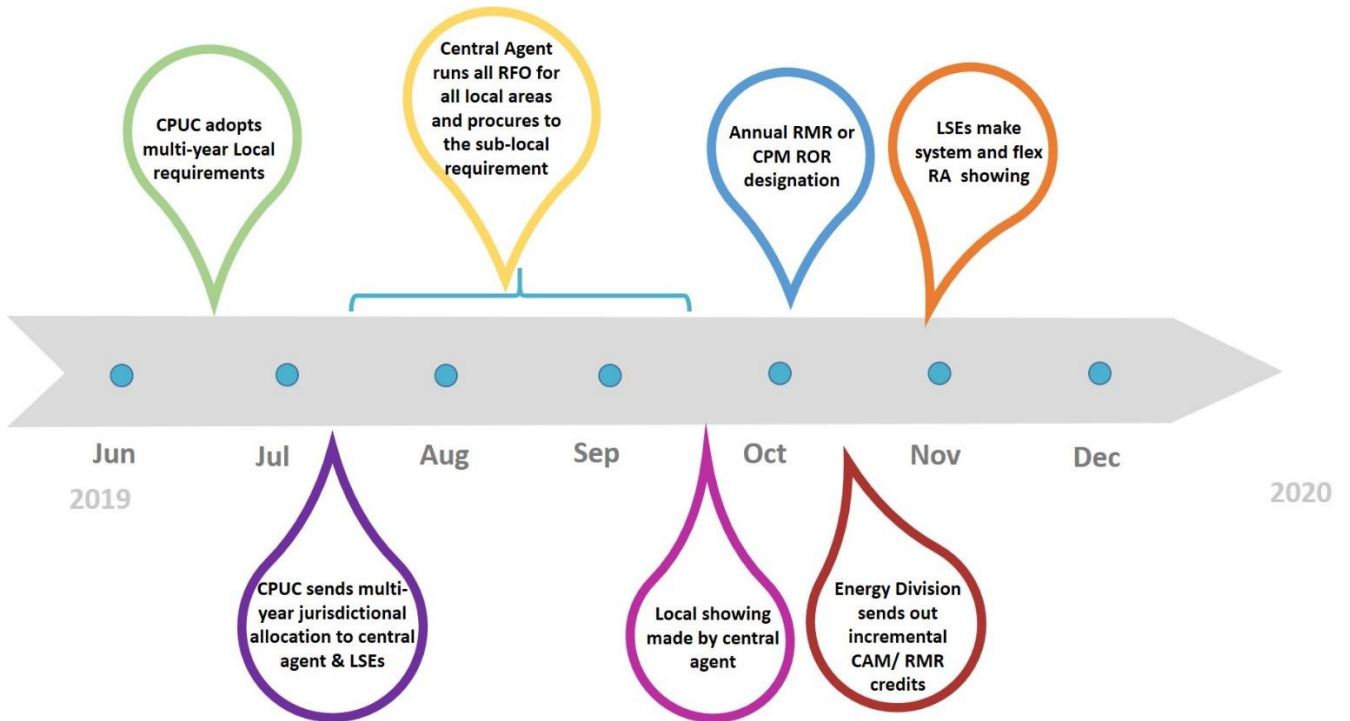 CPUC adopts
multi-year Local
requirements
Central Agent
runs all RFO for
all local areas
and procures to
the sub-local
requirement
Annual RMR or
CPM ROR
designation
LSEs make
system and flex
RA showing
Jun
Jul
Aug
Sep
Oct
Nov
Dec
2019
2020
CPUC sends multi-
year jurisdictional
allocation to central
agent & LSEs
Local showing
made by central
agent
Energy Division
sends out
incremental
CAM/ RMR
credits